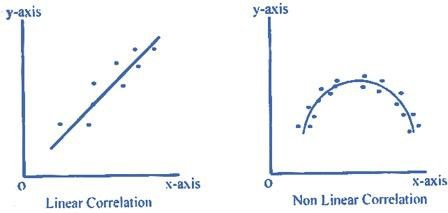 y-axis
y-axis
O
x-axis
O
x-axis
Linear Correlation
Non Linear Correlation